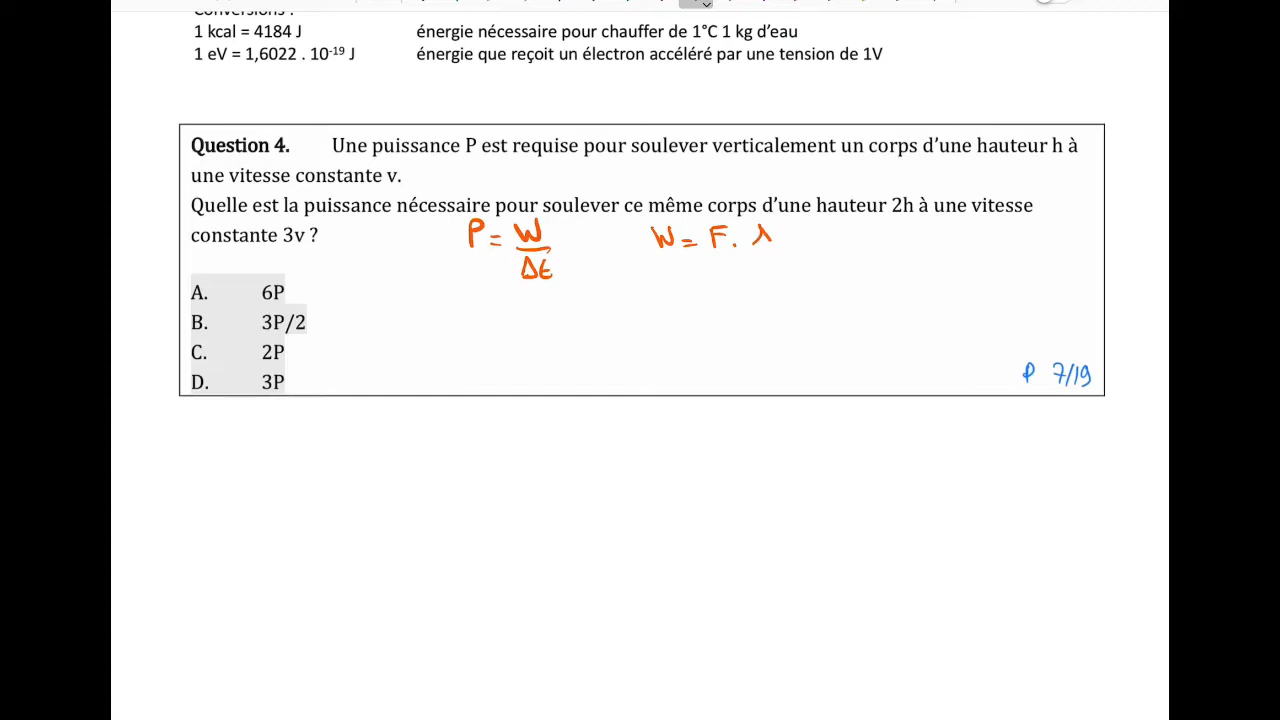 1 kcal = 4184 J énergie nécessaire pour chauffer de 1°C 1 kg d'eau
1 eV = 1,6022 . 10⁻¹⁹ J énergie que reçoit un électron accéléré par une tension de 1V
Question 4. Une puissance P est requise pour soulever verticalement un corps d'une hauteur h à
une vitesse constante v.
Quelle est la puissance nécessaire pour soulever ce même corps d'une hauteur 2h à une vitesse
constante 3v ?
P = W / Δt W = F .
A. 6P
B. 3P/2
C. 2P
D. 3P
P 7/19